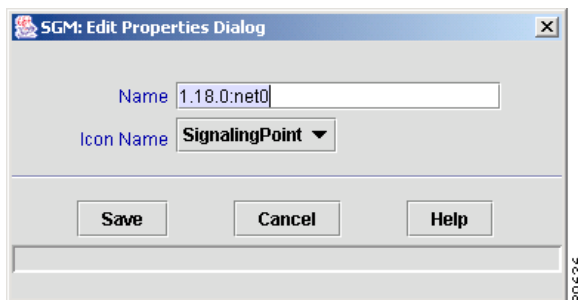 SGM: Edit Properties Dialog
Name 1.18.0:net0
Icon Name SignalingPoint
Save Cancel Help